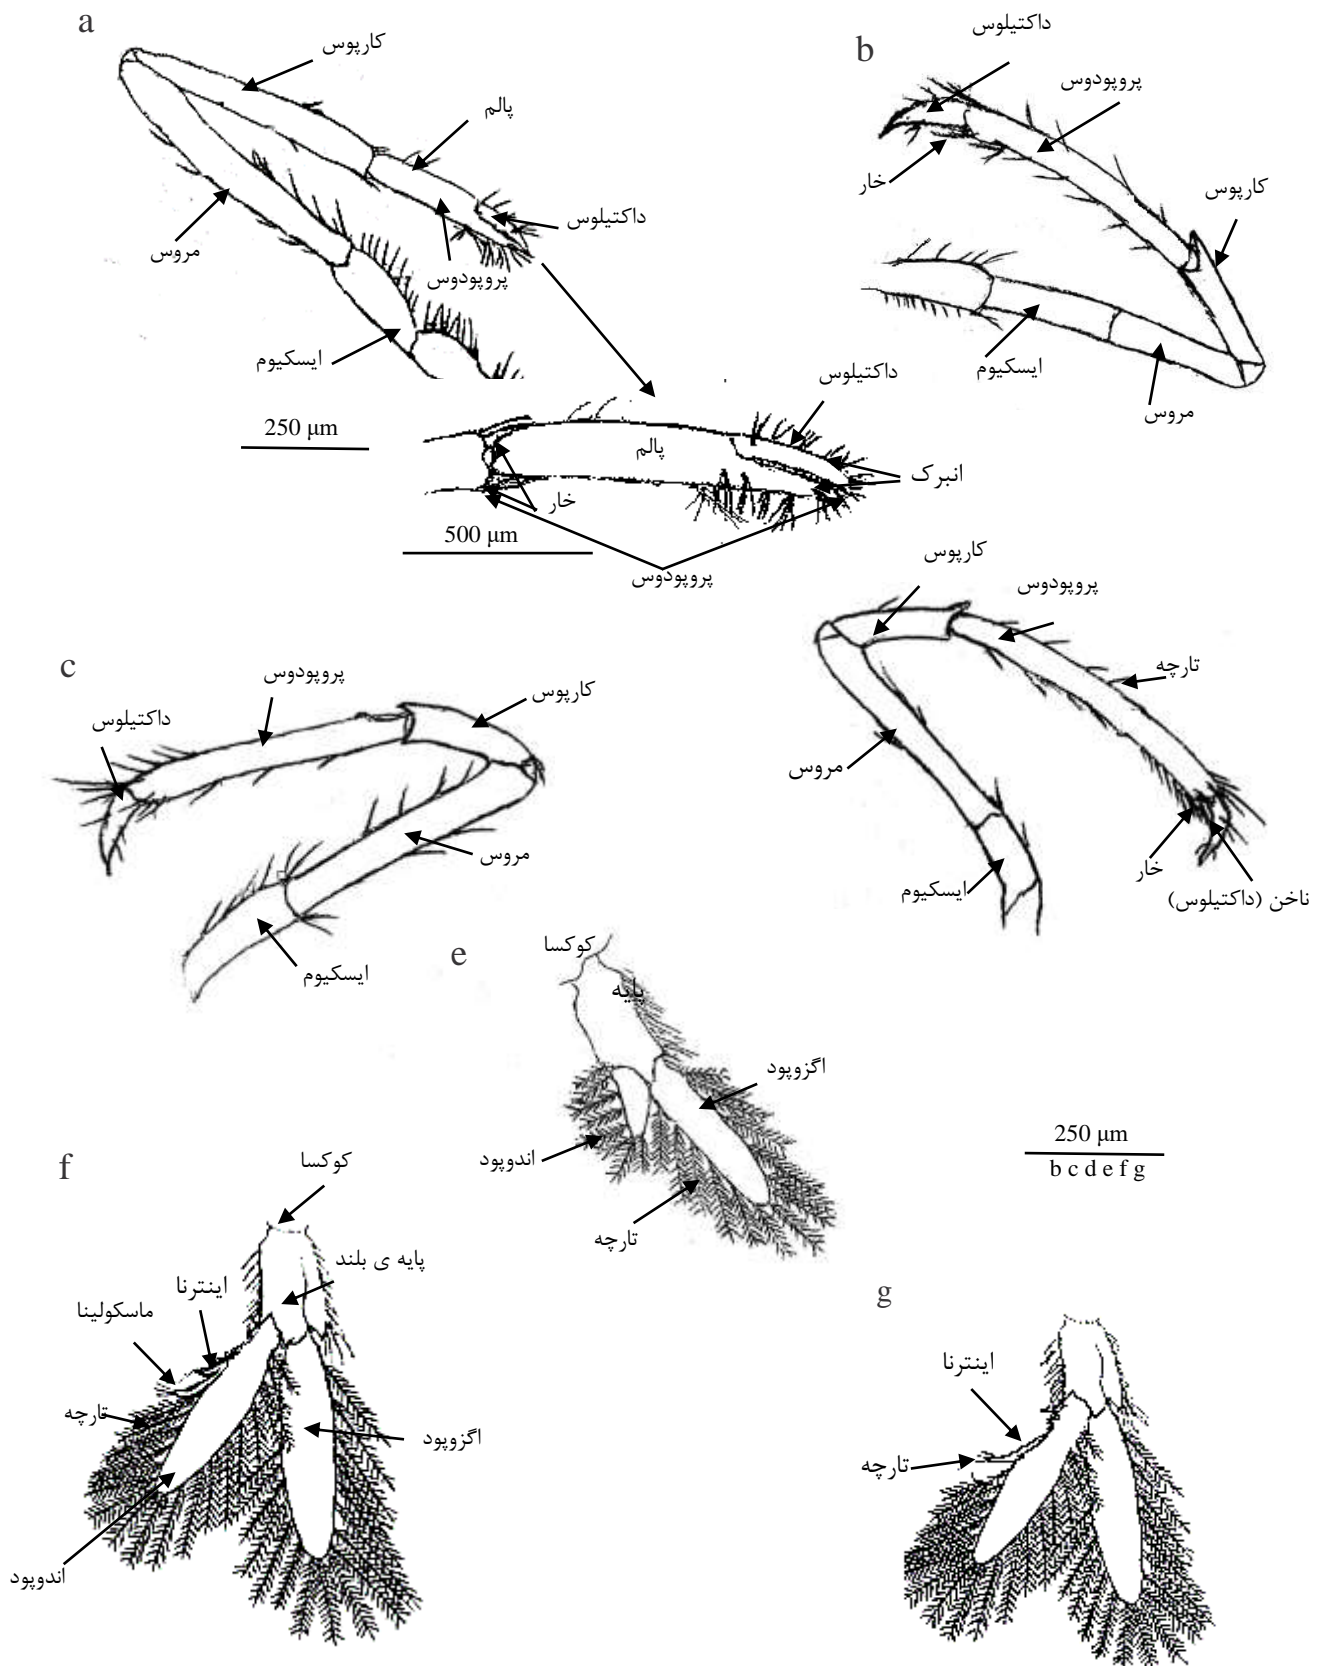 a
کارپوس
پالم
داکتیلوس
پروپودوس
مروس
ایسکیوم
250 μm
b
داکتیلوس
پروپودوس
خار
کارپوس
ایسکیوم
مروس
داکتیلوس
پالم
انبرک
خار
500 μm
پروپودوس
c
پروپودوس
کارپوس
داکتیلوس
مروس
ایسکیوم
کارپوس
پروپودوس
تارچه
مروس
خار
ایسکیوم
ناخن (داکتیلوس)
e
کوکسا
پایه
اگزوپود
اندوپود
تارچه
250 μm
b c d e f g
f
کوکسا
پایه ی بلند
اینترنا
ماسکولینا
تارچه
اگزوپود
اندوپود
g
اینترنا
تارچه